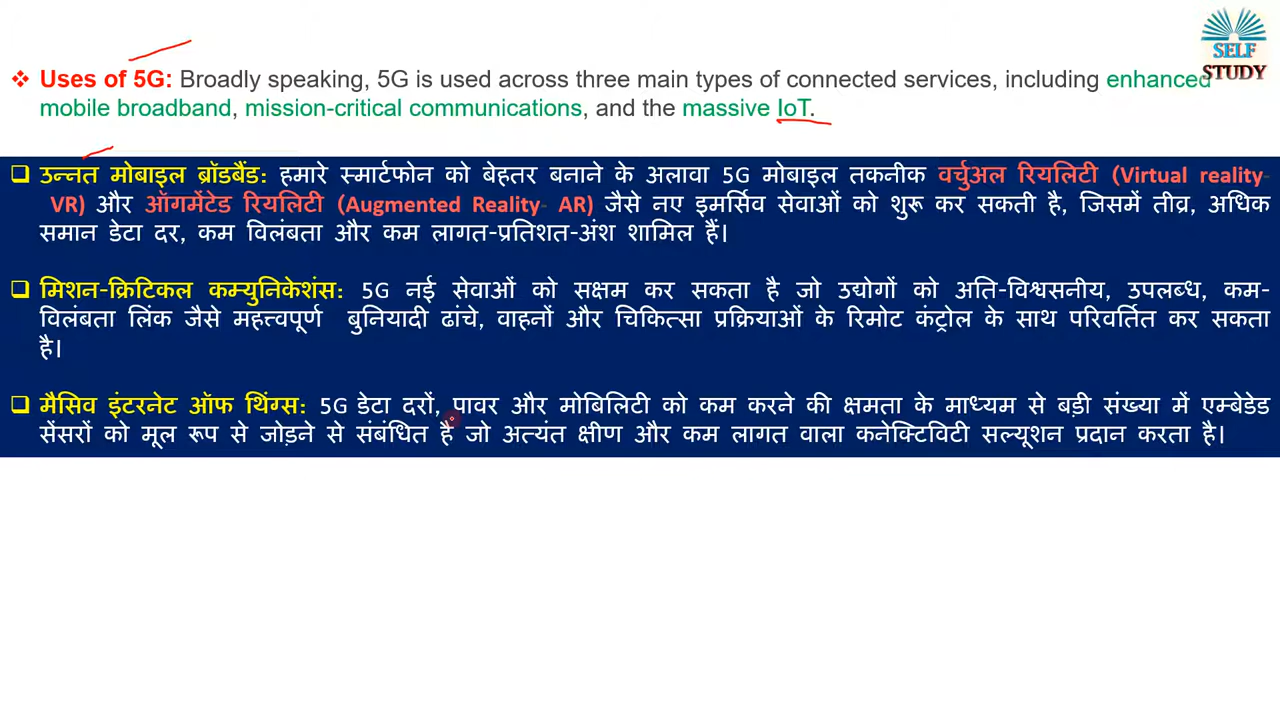 SELF
STUDY
❖ Uses of 5G: Broadly speaking, 5G is used across three main types of connected services, including enhanced
mobile broadband, mission-critical communications, and the massive IoT.
❑ उन्नत मोबाइल ब्रॉडबैंड: हमारे स्मार्टफोन को बेहतर बनाने के अलावा 5G मोबाइल तकनीक वर्चुअल रियलिटी (Virtual reality-
VR) और ऑगमेंटेड रियलिटी (Augmented Reality- AR) जैसे नए इमर्सिव सेवाओं को शुरू कर सकती है, जिसमें तीव्र, अधिक
समान डेटा दर, कम विलंबता और कम लागत-प्रतिशत-अंश शामिल हैं।
❑ मिशन-क्रिटिकल कम्युनिकेशंस: 5G नई सेवाओं को सक्षम कर सकता है जो उद्योगों को अति-विश्वसनीय, उपलब्ध, कम-
विलंबता लिंक जैसे महत्त्वपूर्ण बुनियादी ढांचे, वाहनों और चिकित्सा प्रक्रियाओं के रिमोट कंट्रोल के साथ परिवर्तित कर सकता
है।
❑ मैसिव इंटरनेट ऑफ थिंग्स: 5G डेटा दरों, पावर और मोबिलिटी को कम करने की क्षमता के माध्यम से बड़ी संख्या में एम्बेडेड
सेंसरों को मूल रूप से जोड़ने से संबंधित है जो अत्यंत क्षीण और कम लागत वाला कनेक्टिविटी सल्यूशन प्रदान करता है।